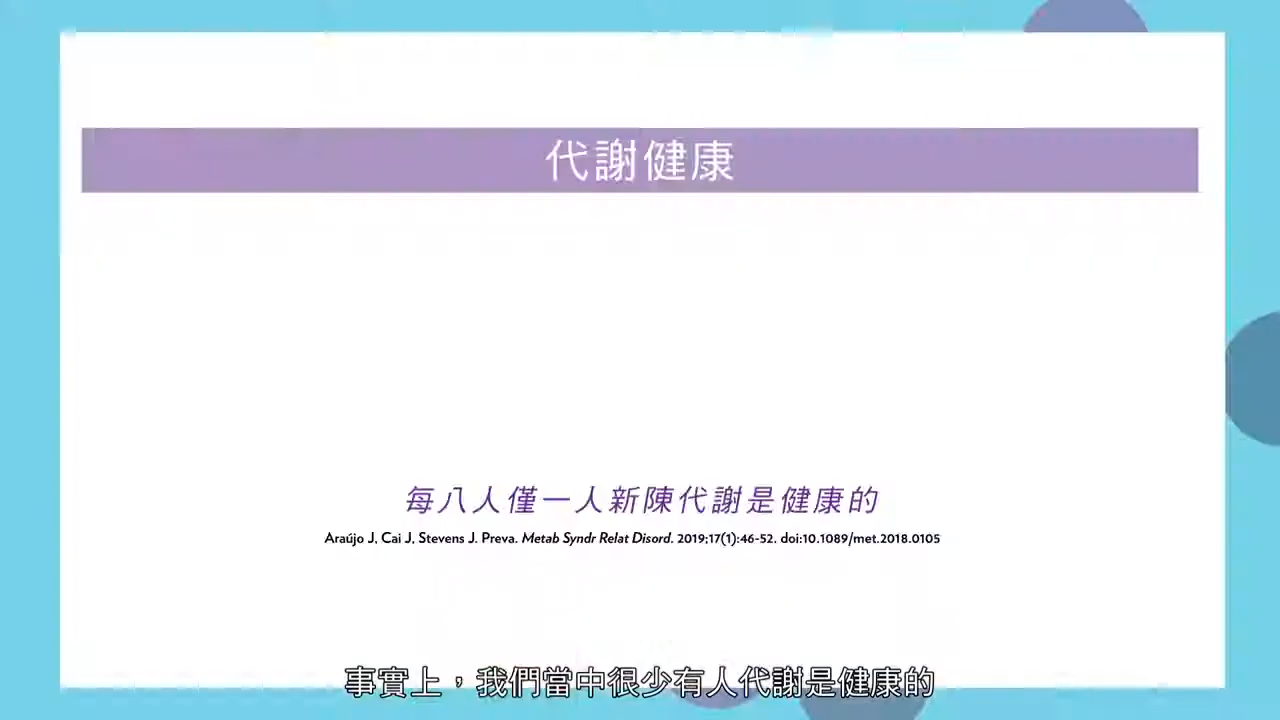 代謝健康
每八人僅一人新陳代謝是健康的
Araújo J, Cai J, Stevens J. Preva. Metab Syndr Relat Disord. 2019;17(1):46-52. doi:10.1089/met.2018.0105
事實上，我們當中很少有人代謝是健康的